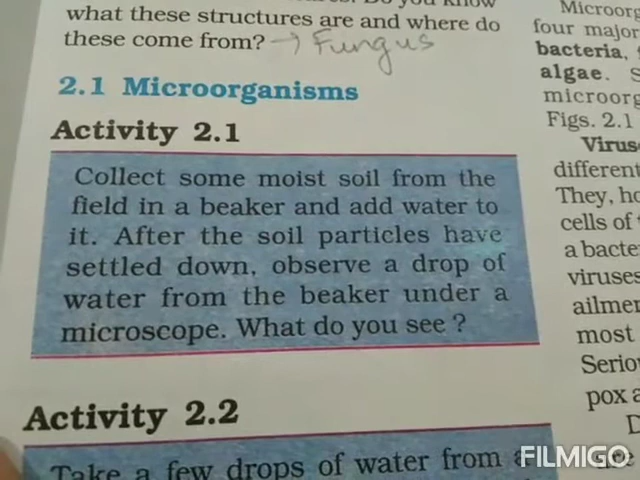 what these structures are and where do
these come from? → Fungus
2.1 Microorganisms
Activity 2.1
Collect some moist soil from the
field in a beaker and add water to
it. After the soil particles have
settled down, observe a drop of
water from the beaker under a
microscope. What do you see ?
Activity 2.2
Take a few drops of water from a
four major
bacteria,
algae. S
microorg
Figs. 2.1
Virus
different
They, ho
cells of
a bacte
viruses
ailmen
most
Serio
pox a
D
are
FILMIGO